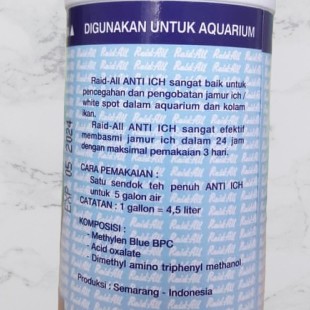 ▲ DIGUNAKAN UNTUK AQUARIUM
Raid-All ANTI ICH sangat baik untuk
pencegahan dan pengobatan jamur ich /
white spot dalam aquarium dan kolam
ikan.
Raid-All ANTI ICH sangat efektif
membasmi jamur ich dalam 24 jam
dengan maksimal pemakaian 3 hari.
CARA PEMAKAIAN :
Satu sendok teh penuh ANTI ICH
untuk 5 galon air
CATATAN : 1 gallon = 4,5 liter
KOMPOSISI :
- Methylen Blue BPC
- Acid oxalate
- Dimethyl amino triphenyl methanol
Produksi : Semarang - Indonesia
EXP 05 2024